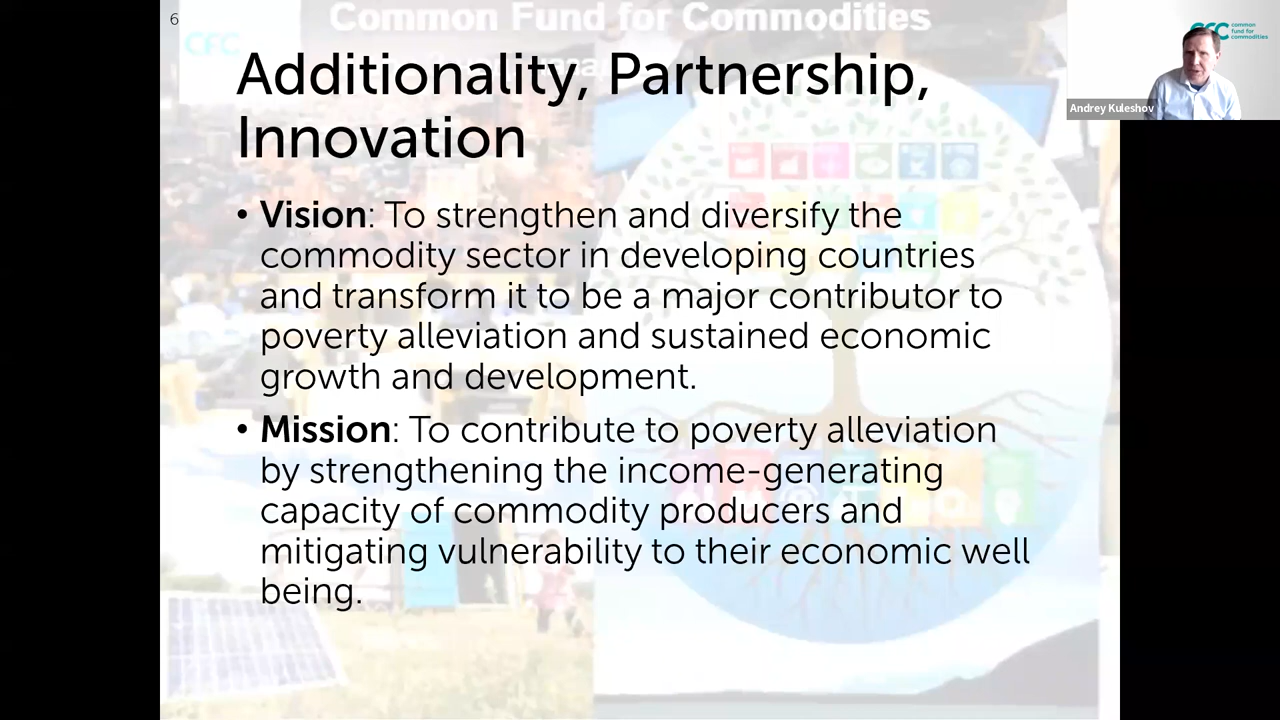 6
Common Fund for Commodities
CFC
Additionality, Partnership,
Innovation
• Vision: To strengthen and diversify the
commodity sector in developing countries
and transform it to be a major contributor to
poverty alleviation and sustained economic
growth and development.
• Mission: To contribute to poverty alleviation
by strengthening the income-generating
capacity of commodity producers and
mitigating vulnerability to their economic well
being.
common
fund for
commodities
Andrey Kuleshov